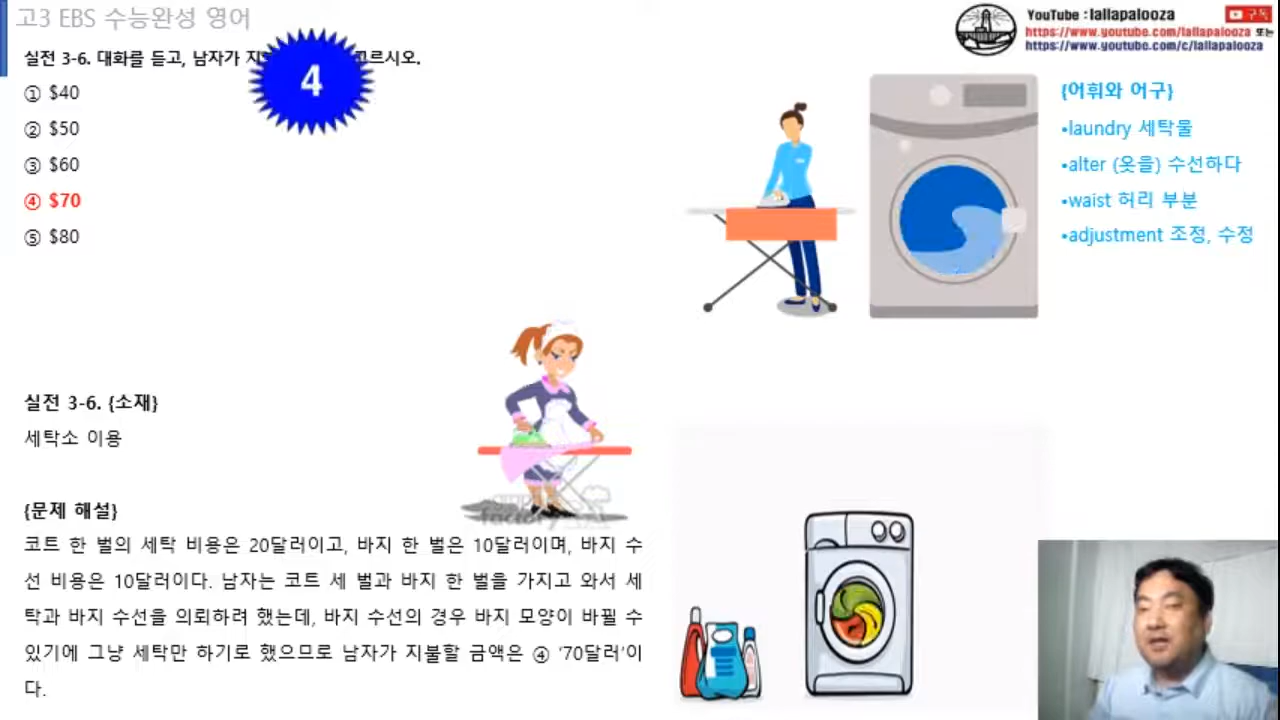 고3 EBS 수능완성 영어
YouTube : lallapalooza
구독
https://www.youtube.com/lallapalooza 또는
https://www.youtube.com/c/lallapalooza
실전 3-6. 대화를 듣고, 남자가 지 고르시오.
4
① $40
② $50
③ $60
④ $70
⑤ $80
{어휘와 어구}
•laundry 세탁물
•alter (옷을) 수선하다
•waist 허리 부분
•adjustment 조정, 수정
실전 3-6. {소재}
세탁소 이용
{문제 해설}
코트 한 벌의 세탁 비용은 20달러이고, 바지 한 벌은 10달러이며, 바지 수
선 비용은 10달러이다. 남자는 코트 세 벌과 바지 한 벌을 가지고 와서 세
탁과 바지 수선을 의뢰하려 했는데, 바지 수선의 경우 바지 모양이 바뀔 수
있기에 그냥 세탁만 하기로 했으므로 남자가 지불할 금액은 ④ '70달러'이
다.
factory